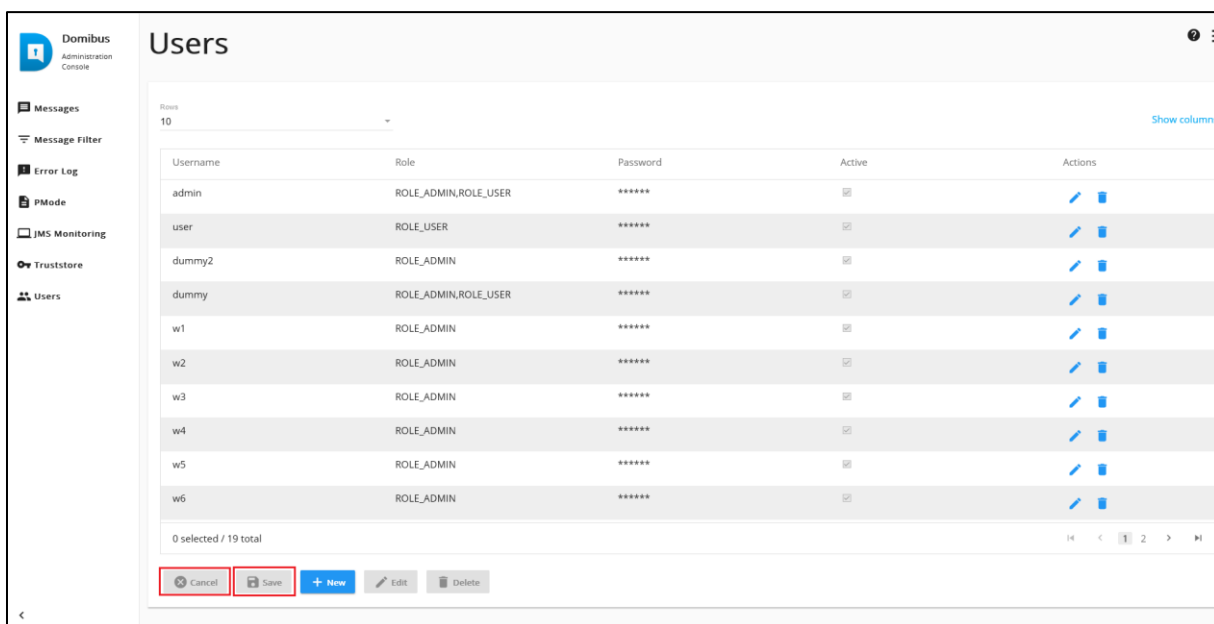 Domibus
Administration
Console
Users
Messages
Message Filter
Error Log
PMode
JMS Monitoring
Truststore
Users
Rows
10
Show column
Username Role Password Active Actions
admin ROLE_ADMIN,ROLE_USER ******
user ROLE_USER ******
dummy2 ROLE_ADMIN ******
dummy ROLE_ADMIN,ROLE_USER ******
w1 ROLE_ADMIN ******
w2 ROLE_ADMIN ******
w3 ROLE_ADMIN ******
w4 ROLE_ADMIN ******
w5 ROLE_ADMIN ******
w6 ROLE_ADMIN ******
0 selected / 19 total 1 2
Cancel Save + New Edit Delete